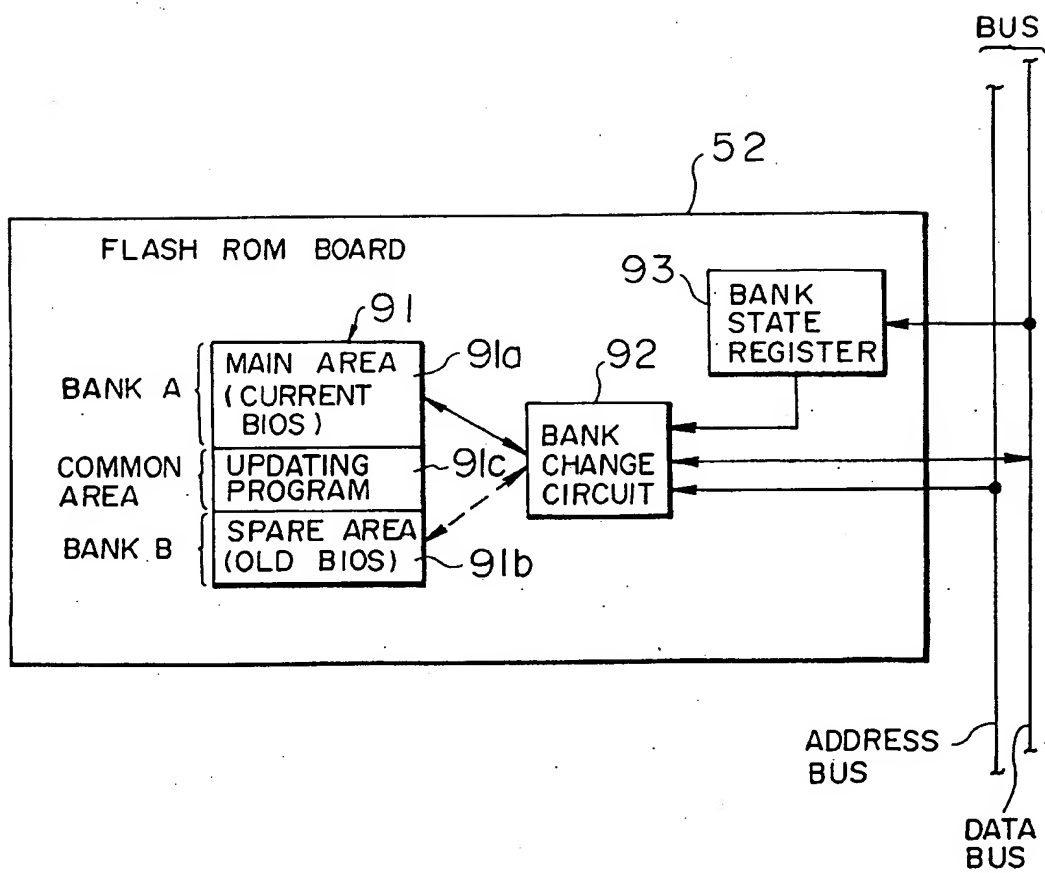 BUS
52
FLASH ROM BOARD
93
BANK
STATE
REGISTER
91
92
BANK A
MAIN AREA
(CURRENT
BIOS)
91a
BANK
CHANGE
CIRCUIT
COMMON
AREA
UPDATING
PROGRAM
91c
BANK B
SPARE AREA
(OLD BIOS)
91b
ADDRESS
BUS
DATA
BUS